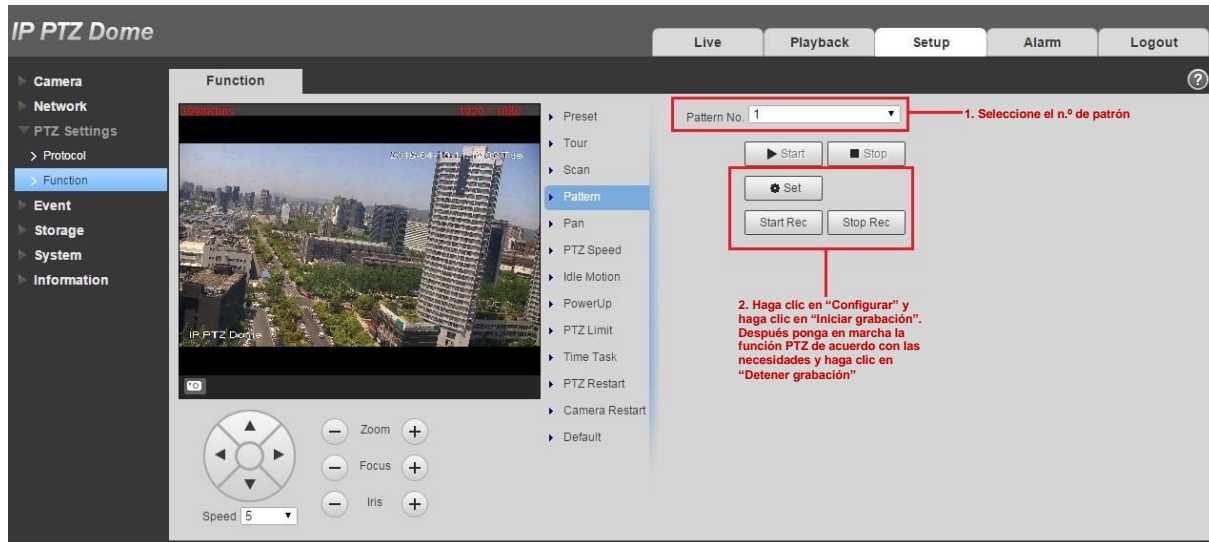 IP PTZ Dome
Live
Playback
Setup
Alarm
Logout
Camera
Network
PTZ Settings
Protocol
Function
Event
Storage
System
Information
Function
1920 * 1080
IP PTZ Dome
Zoom
Focus
Iris
Speed 5
Preset
Tour
Scan
Pattern
Pan
PTZ Speed
Idle Motion
PowerUp
PTZ Limit
Time Task
PTZ Restart
Camera Restart
Default
Pattern No. 1
Start
Stop
Set
Start Rec
Stop Rec
1. Seleccione el n.º de patrón
2. Haga clic en “Configurar” y
haga clic en “Iniciar grabación”.
Después ponga en marcha la
función PTZ de acuerdo con las
necesidades y haga clic en
“Detener grabación”